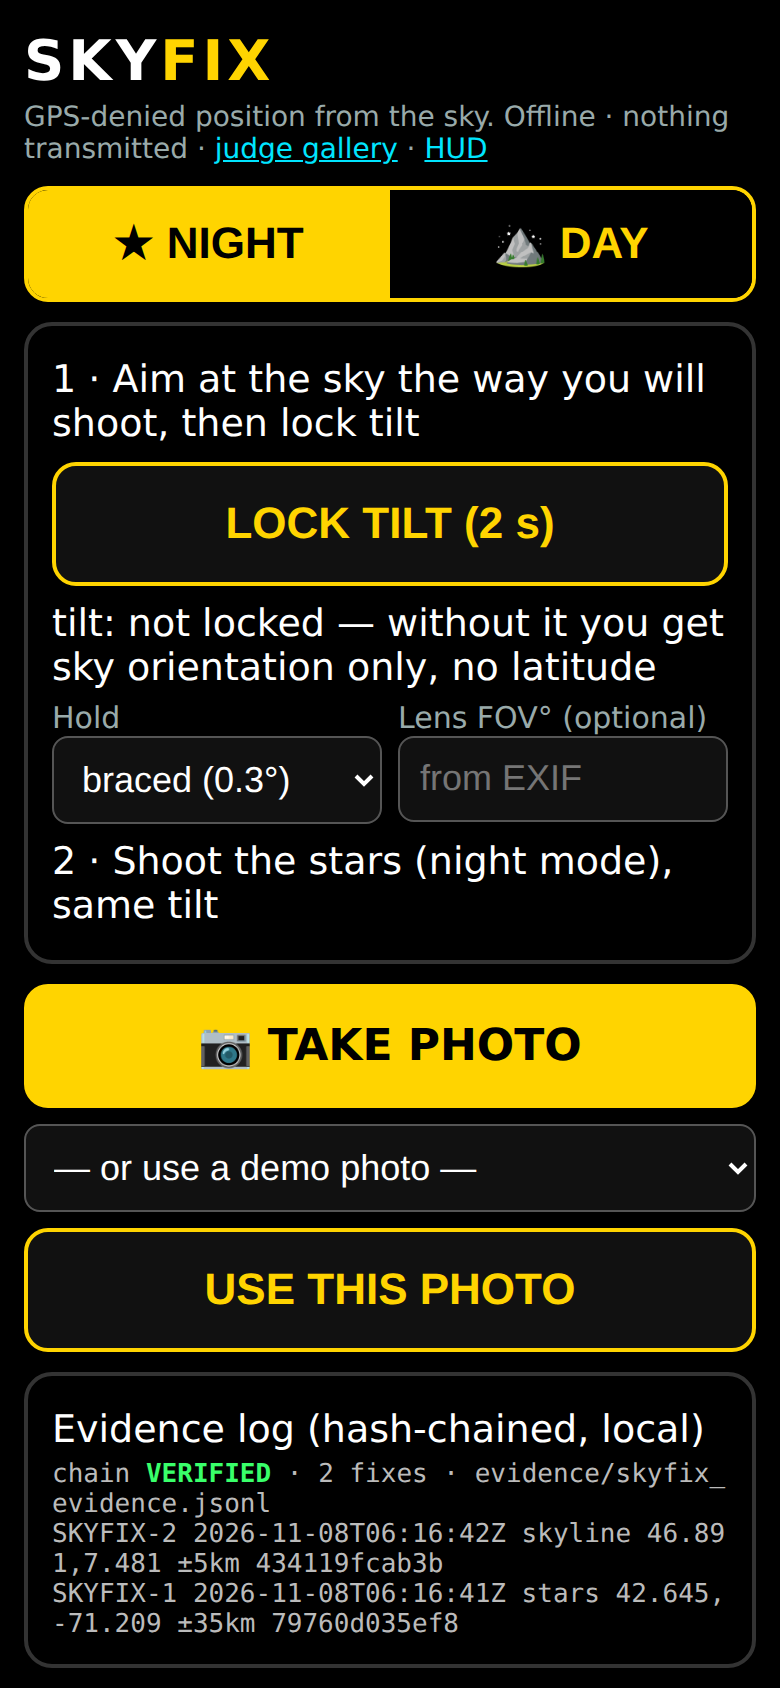 SKYFIX
GPS-denied position from the sky. Offline · nothing
transmitted · judge gallery · HUD
★ NIGHT
DAY
1 · Aim at the sky the way you will
shoot, then lock tilt
LOCK TILT (2 s)
tilt: not locked — without it you get
sky orientation only, no latitude
Hold
Lens FOV° (optional)
braced (0.3°)
from EXIF
2 · Shoot the stars (night mode),
same tilt
TAKE PHOTO
— or use a demo photo —
USE THIS PHOTO
Evidence log (hash-chained, local)
chain VERIFIED · 2 fixes · evidence/skyfix_
evidence.jsonl
SKYFIX-2 2026-11-08T06:16:42Z skyline 46.89
1,7.481 ±5km 434119fcab3b
SKYFIX-1 2026-11-08T06:16:41Z stars 42.645,
-71.209 ±35km 79760d035ef8